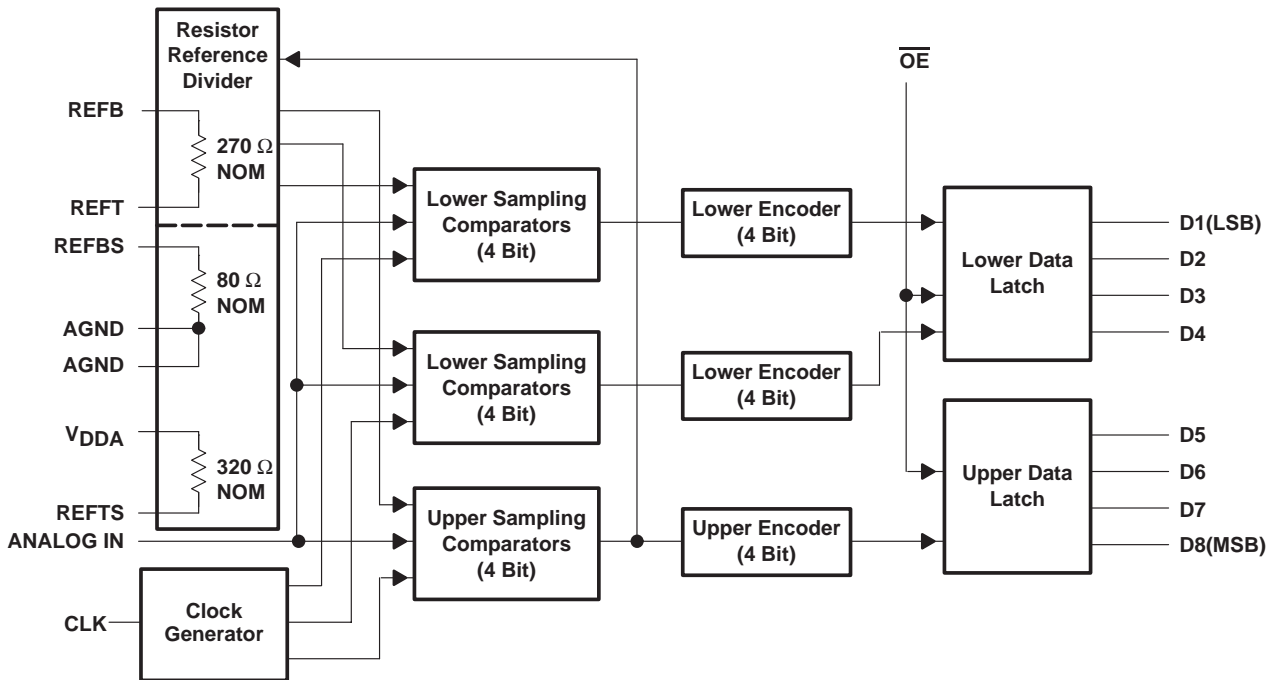 Resistor
Reference
Divider
OE
REFB
270 Ω
NOM
REFT
REFBS
80 Ω
NOM
AGND
AGND
VDDA
320 Ω
NOM
REFTS
ANALOG IN
CLK
Clock
Generator
Lower Sampling
Comparators
(4 Bit)
Lower Encoder
(4 Bit)
Lower Data
Latch
D1(LSB)
D2
D3
D4
Lower Sampling
Comparators
(4 Bit)
Lower Encoder
(4 Bit)
Upper Sampling
Comparators
(4 Bit)
Upper Encoder
(4 Bit)
Upper Data
Latch
D5
D6
D7
D8(MSB)